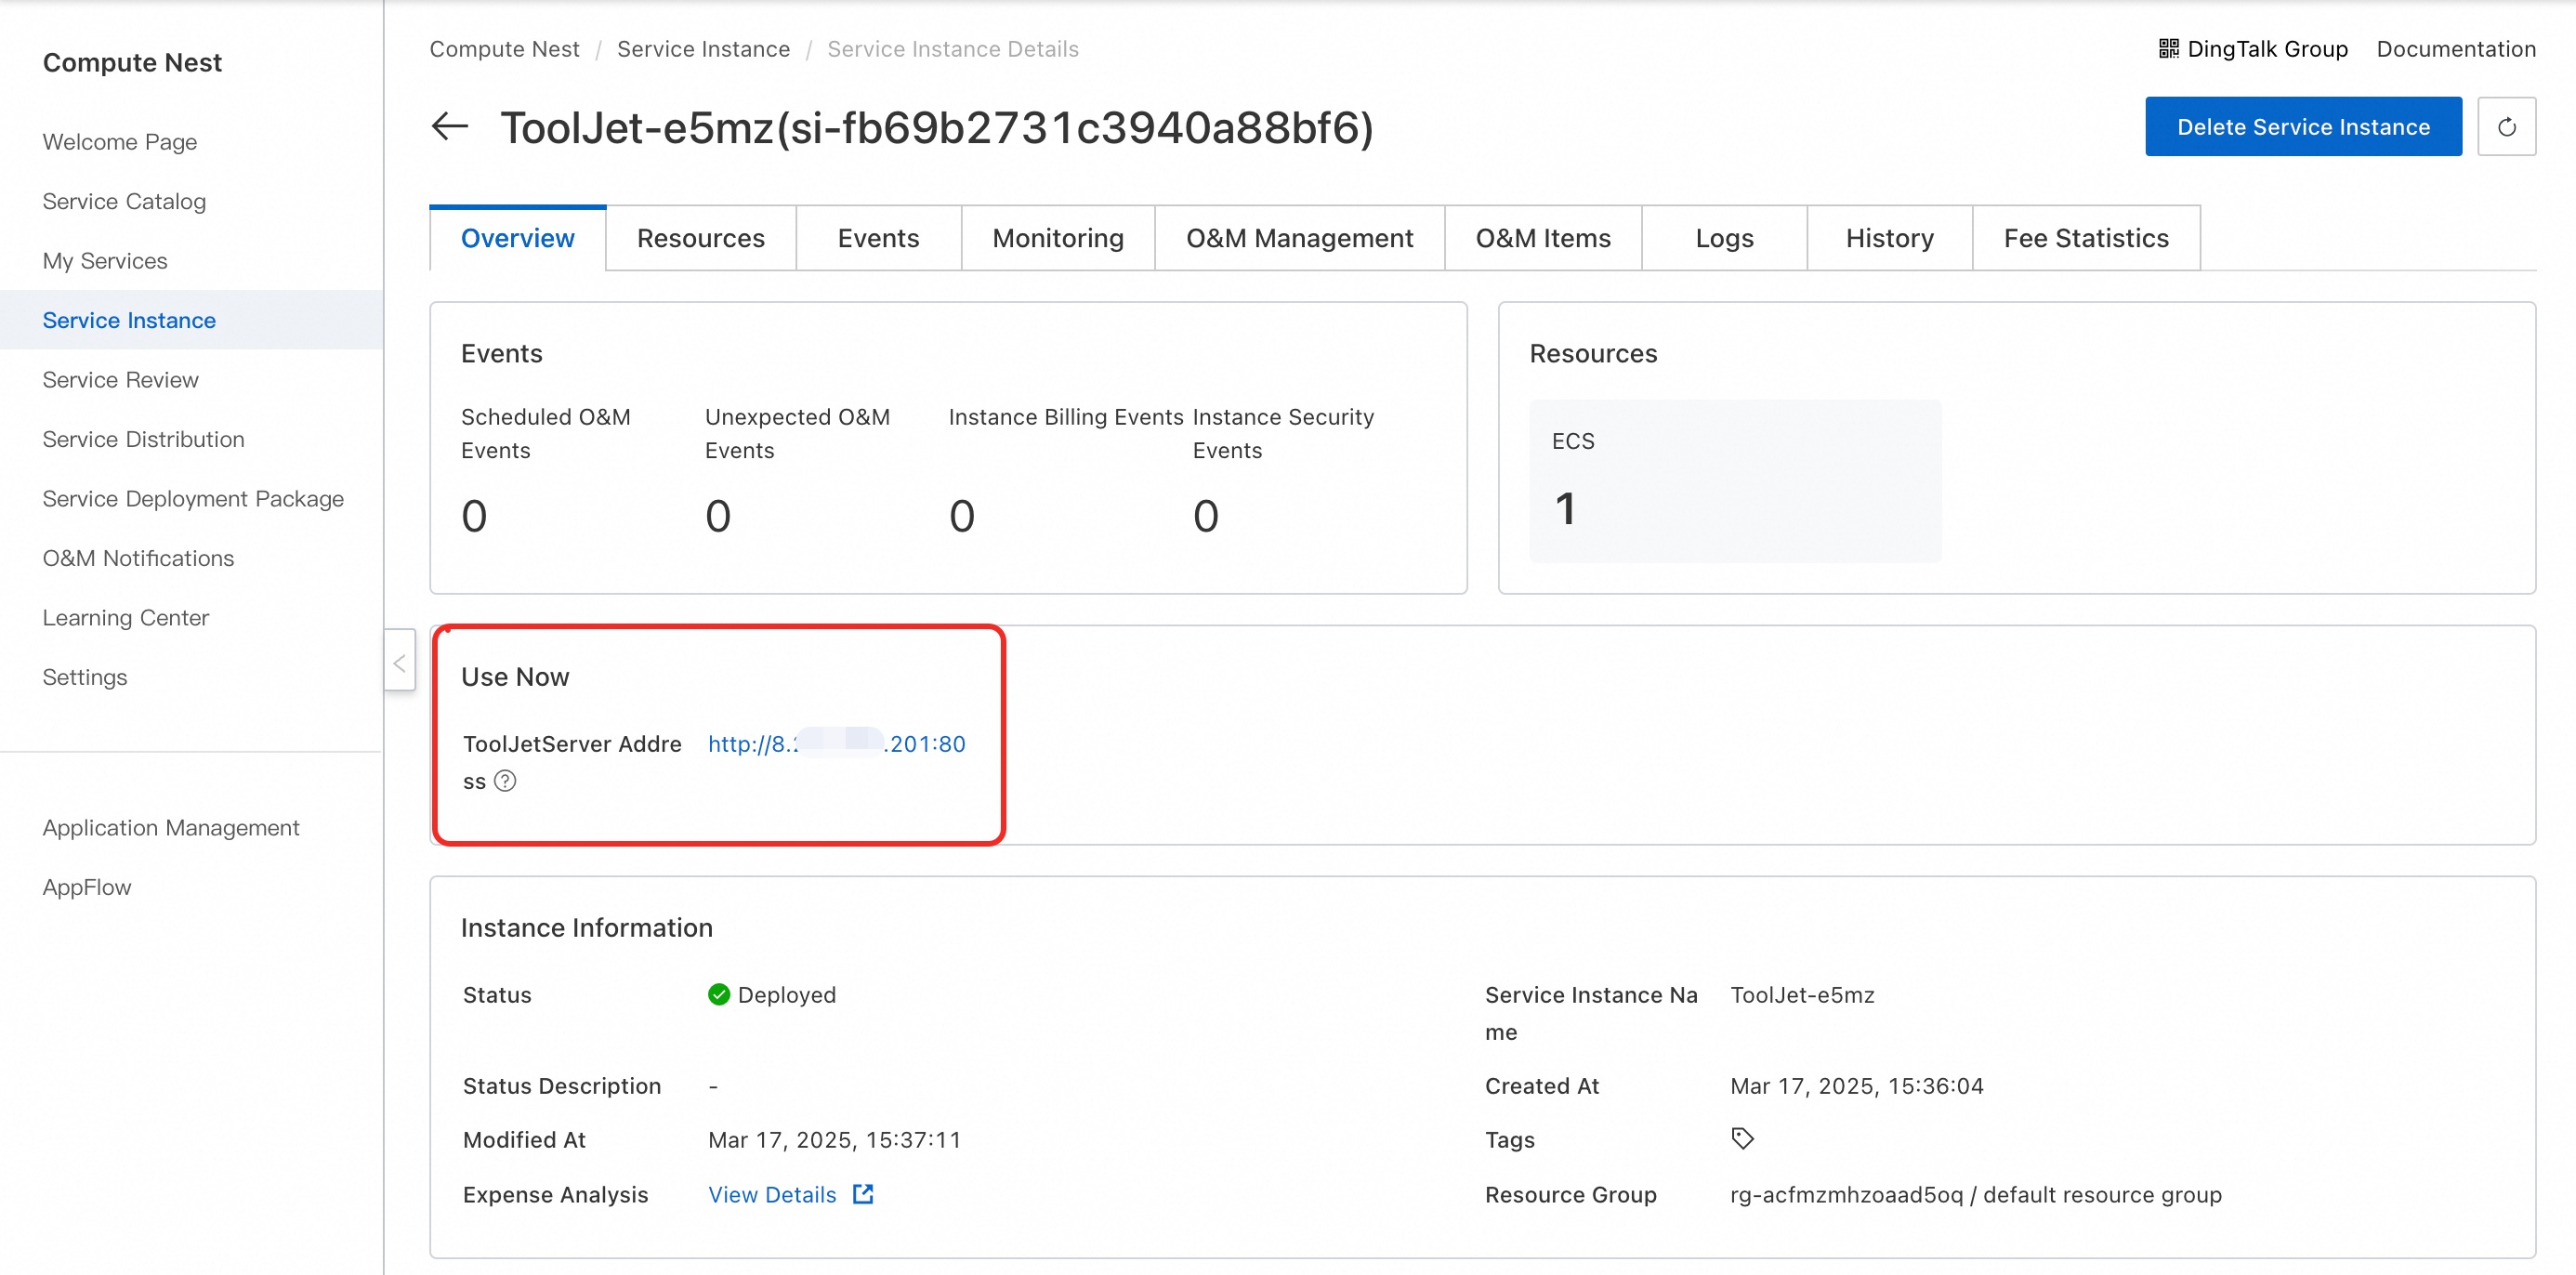 Compute Nest
Welcome Page
Service Catalog
My Services
Service Instance
Service Review
Service Distribution
Service Deployment Package
O&M Notifications
Learning Center
Settings
Application Management
AppFlow
Compute Nest / Service Instance / Service Instance Details
DingTalk Group Documentation
ToolJet-e5mz(si-fb69b2731c3940a88bf6)
Delete Service Instance
Overview Resources Events Monitoring O&M Management O&M Items Logs History Fee Statistics
Events
Scheduled O&M
Events
Unexpected O&M
Events
Instance Billing Events
Instance Security
Events
0 0 0 0
Resources
ECS
1
Use Now
ToolJetServer Addre
ss
http://8. .201:80
Instance Information
Status Deployed
Service Instance Na
me
ToolJet-e5mz
Status Description -
Created At Mar 17, 2025, 15:36:04
Modified At Mar 17, 2025, 15:37:11
Tags
Expense Analysis View Details
Resource Group rg-acfmzmhzoaad5oq / default resource group